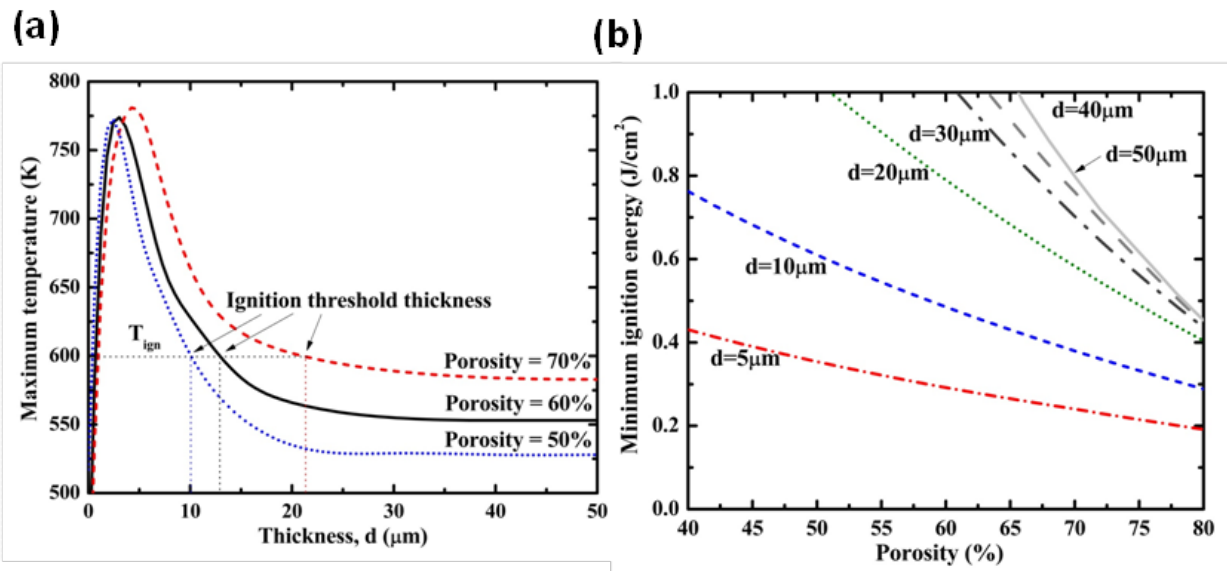 (a)
(b)
800
750
700
650
600
550
500
Maximum temperature (K)
Ignition threshold thickness
T_ign
Porosity = 70%
Porosity = 60%
Porosity = 50%
0 10 20 30 40 50
Thickness, d (μm)
1.0
0.8
0.6
0.4
0.2
0.0
Minimum ignition energy (J/cm²)
d=40μm
d=30μm
d=50μm
d=20μm
d=10μm
d=5μm
40 45 50 55 60 65 70 75 80
Porosity (%)